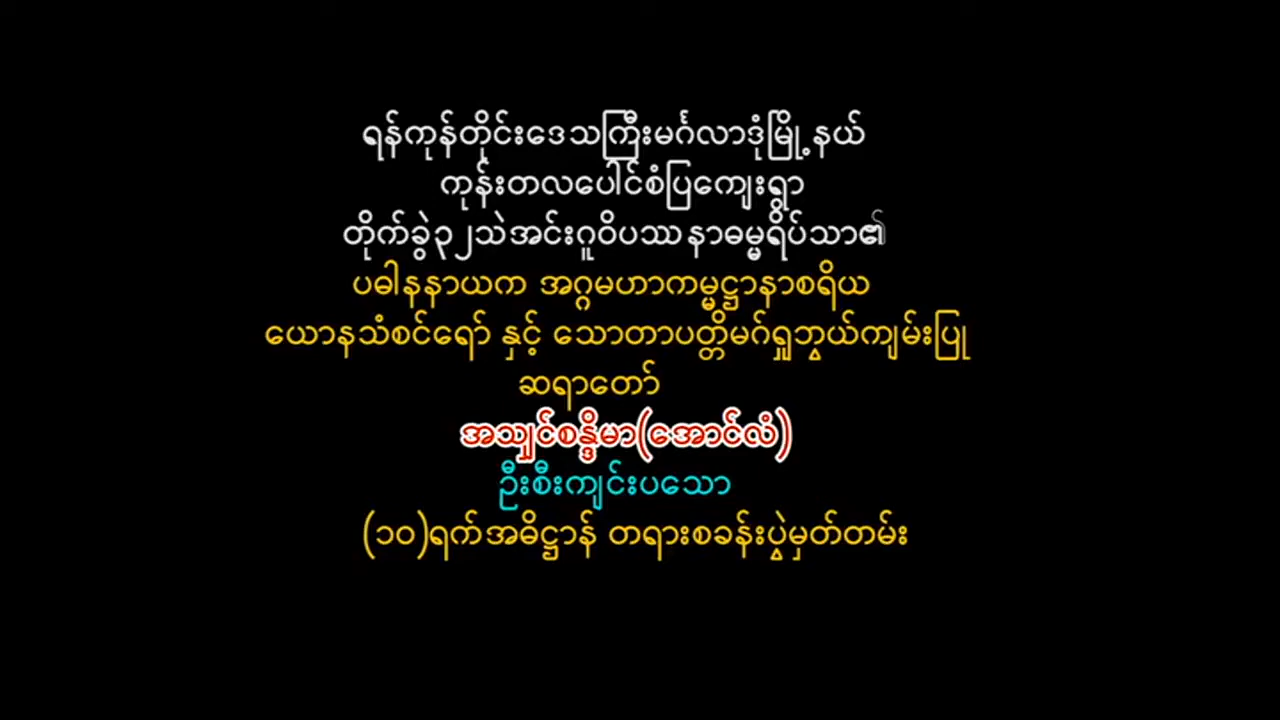 ရန်ကုန်တိုင်းဒေသကြီးမင်္ဂလာဒုံမြို့နယ်
ကုန်းတလပေါင်စံပြကျေးရွာ
တိုက်ခွဲ၃၂သဲအင်းဂူဝိပဿနာဓမ္မရိပ်သာ၏
ပဓါနနာယက အဂ္ဂမဟာကမ္မဋ္ဌာနာစရိယ
ယောနသံစင်ရော် နှင့် သောတာပတ္တိမဂ်ရှုဘွယ်ကျမ်းပြု
ဆရာတော်
အသျှင်စန္ဒိမာ(အောင်လံ)
ဦးစီးကျင်းပသော
(၁၀)ရက်အဓိဋ္ဌာန် တရားစခန်းပွဲမှတ်တမ်း